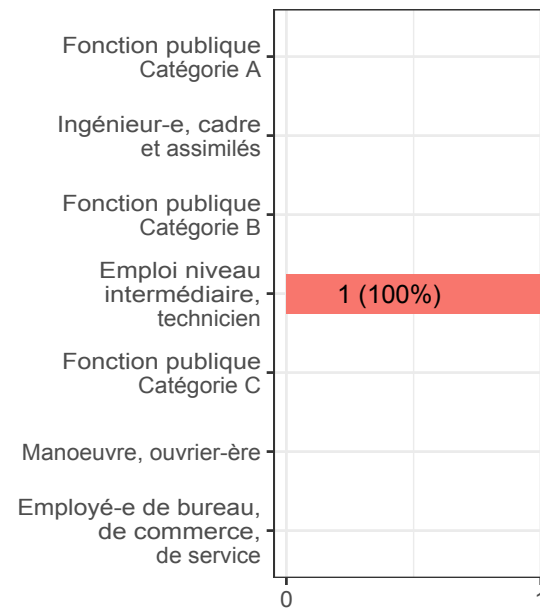 Fonction publique
Catégorie A
Ingénieur-e, cadre
et assimilés
Fonction publique
Catégorie B
Emploi niveau
intermédiaire,
technicien
1 (100%)
Fonction publique
Catégorie C
Manoeuvre, ouvrier-ère
Employé-e de bureau,
de commerce,
de service
0 1